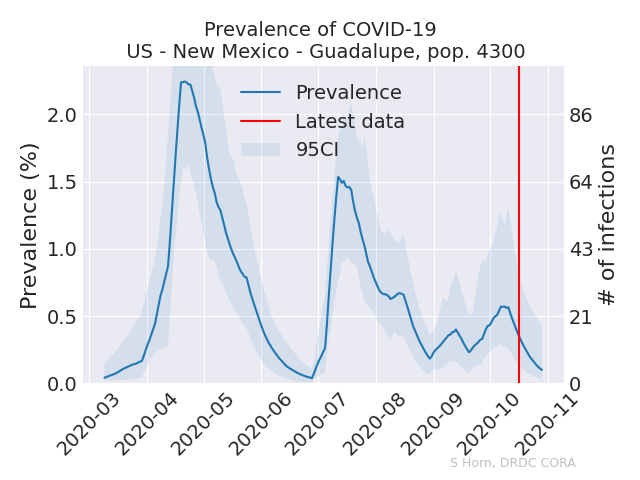 Prevalence of COVID-19
US - New Mexico - Guadalupe, pop. 4300
Prevalence
Latest data
95CI
Prevalence (%)
2.0
1.5
1.0
0.5
0.0
# of infections
86
64
43
21
0
2020-03
2020-04
2020-05
2020-06
2020-07
2020-08
2020-09
2020-10
2020-11
S Horn, DRDC CORA